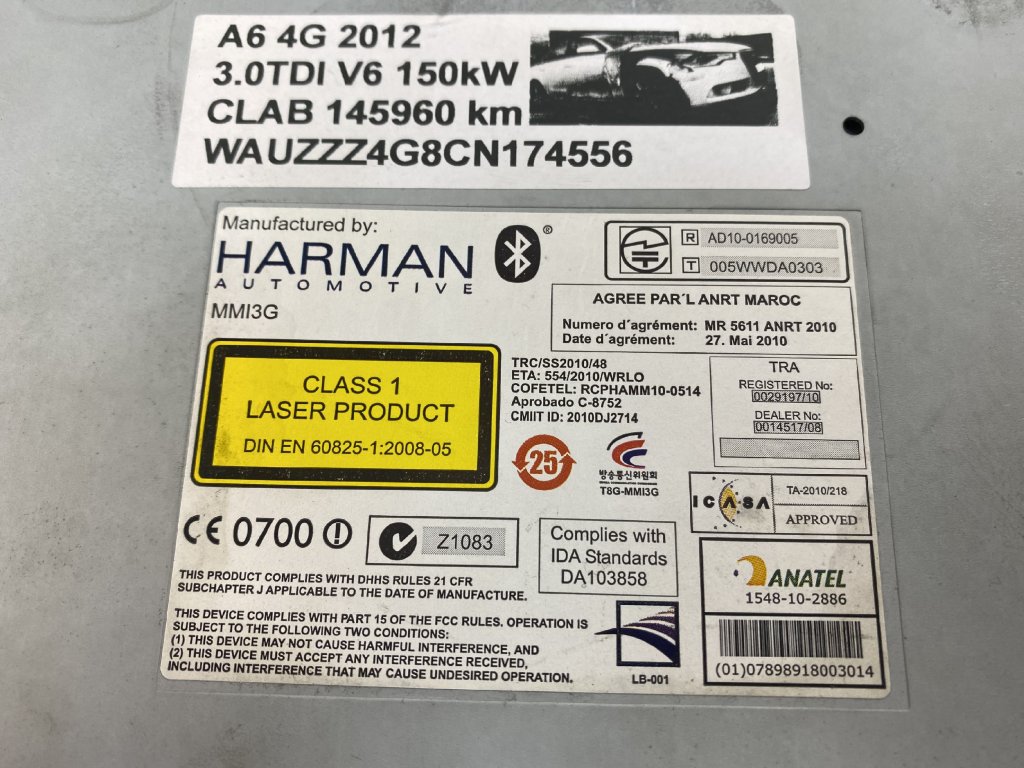 A6 4G 2012
3.0TDI V6 150kW
CLAB 145960 km
WAUZZZ4G8CN174556
Manufactured by:
HARMAN
AUTOMOTIVE
®
MMI3G
R AD10-0169005
T 005WWDA0303
AGREE PAR´L ANRT MAROC
Numero d´agrément: MR 5611 ANRT 2010
Date d´agrément: 27. Mai 2010
CLASS 1
LASER PRODUCT
DIN EN 60825-1:2008-05
TRC/SS2010/48
ETA: 554/2010/WRLO
COFETEL: RCPHAMM10-0514
Aprobado C-8752
CMIIT ID: 2010DJ2714
TRA
REGISTERED No:
0029197/10
DEALER No:
0014517/08
25
방송통신위원회
T8G-MMI3G
ICASA
TA-2010/218
APPROVED
CE 0700
Z1083
Complies with
IDA Standards
DA103858
ANATEL
1548-10-2886
(01)07898918003014
THIS PRODUCT COMPLIES WITH DHHS RULES 21 CFR
SUBCHAPTER J APPLICABLE TO THE DATE OF MANUFACTURE.
THIS DEVICE COMPLIES WITH PART 15 OF THE FCC RULES. OPERATION IS
SUBJECT TO THE FOLLOWING TWO CONDITIONS:
(1) THIS DEVICE MAY NOT CAUSE HARMFUL INTERFERENCE, AND
(2) THIS DEVICE MUST ACCEPT ANY INTERFERENCE RECEIVED,
INCLUDING INTERFERENCE THAT MAY CAUSE UNDESIRED OPERATION.
LB-001